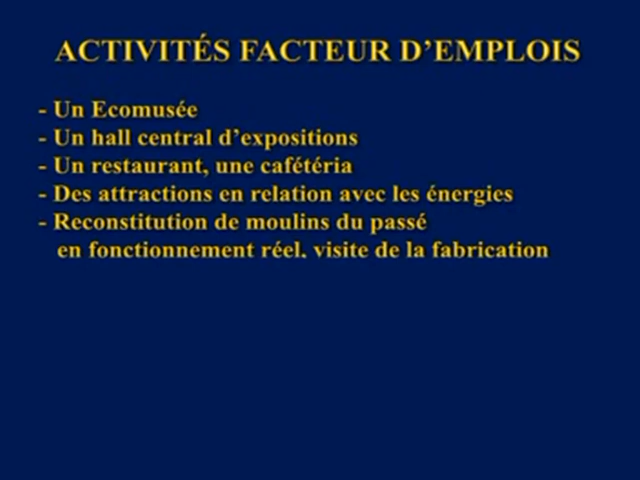 ACTIVITÉS FACTEUR D'EMPLOIS
- Un Ecomusée
- Un hall central d'expositions
- Un restaurant, une cafétéria
- Des attractions en relation avec les énergies
- Reconstitution de moulins du passé
en fonctionnement réel, visite de la fabrication